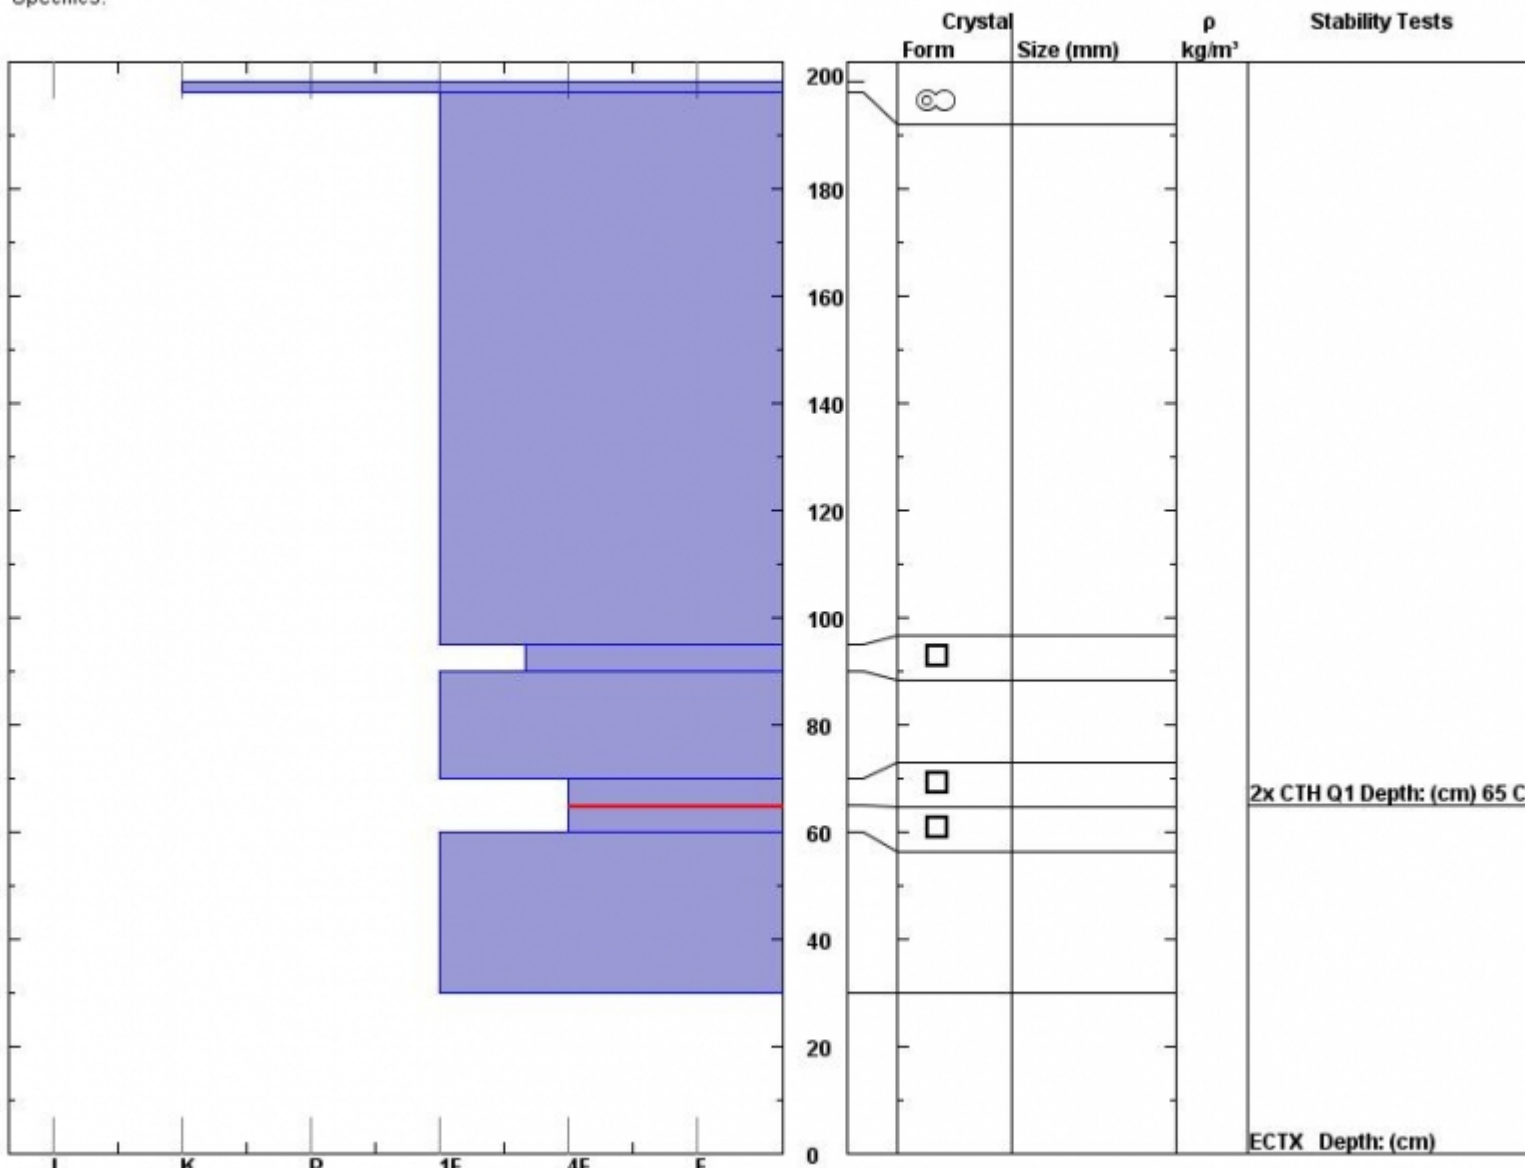 Specifics:
Crystal ρ Stability Tests
Form Size (mm) kg/m³
200
180
160
140
120
100
80
2x CTH Q1 Depth: (cm) 65 C
60
40
20
ECTX Depth: (cm)
0
I K P 1F 4F F